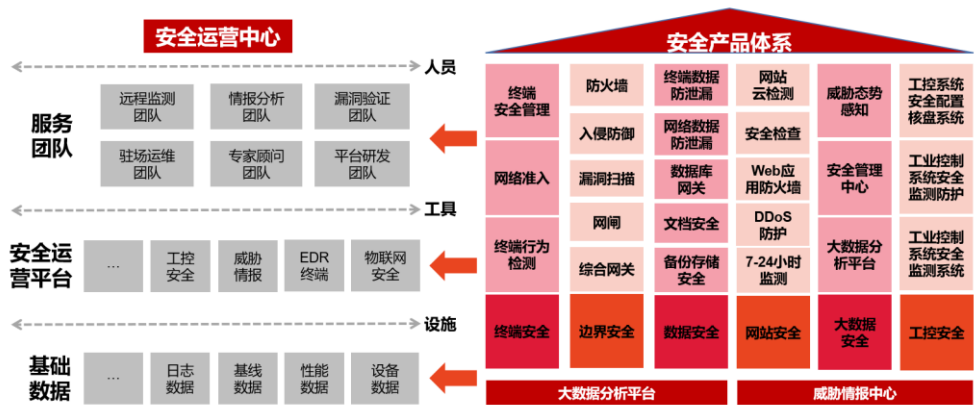 安全运营中心
人员
服务
团队
远程监测
团队
情报分析
团队
漏洞验证
团队
驻场运维
团队
专家顾问
团队
平台研发
团队
工具
安全运
营平台
...
工控
安全
威胁
情报
EDR
终端
物联网
安全
设施
基础
数据
...
日志
数据
基线
数据
性能
数据
设备
数据
安全产品体系
终端
安全管理
网络准入
终端行为
检测
终端安全
防火墙
入侵防御
漏洞扫描
网闸
综合网关
边界安全
终端数据
防泄漏
网络数据
防泄漏
数据库
网关
文档安全
备份存储
安全
数据安全
网站
云检测
安全检查
Web应
用防火墙
DDoS
防护
7-24小时
监测
网站安全
威胁态势
感知
安全管理
中心
大数据分
析平台
大数据
安全
工控系统
安全配置
核盘系统
工业控制
系统安全
监测防护
工业控制
系统安全
监测系统
工控安全
大数据分析平台
威胁情报中心